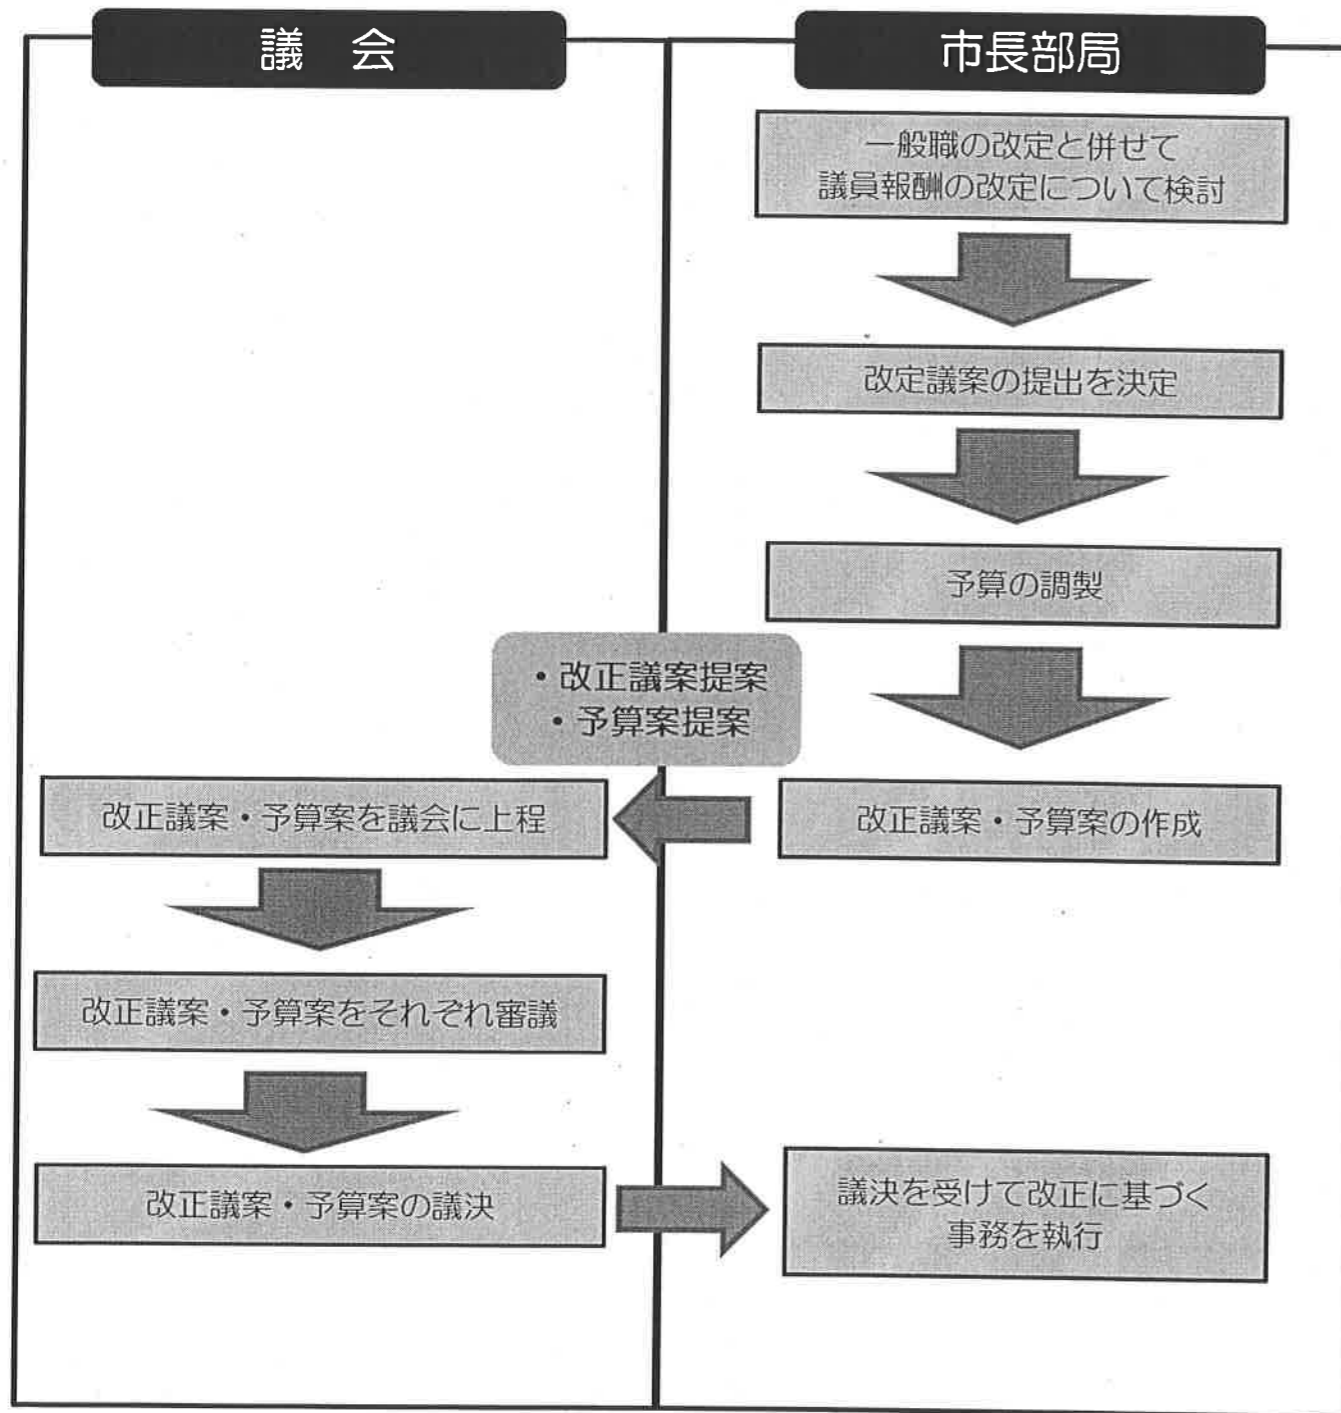 議　会
市長部局
一般職の改定と併せて
議員報酬の改定について検討
改定議案の提出を決定
予算の調製
・改正議案提案
・予算案提案
改正議案・予算案の作成
改正議案・予算案を議会に上程
改正議案・予算案をそれぞれ審議
改正議案・予算案の議決
議決を受けて改正に基づく
事務を執行